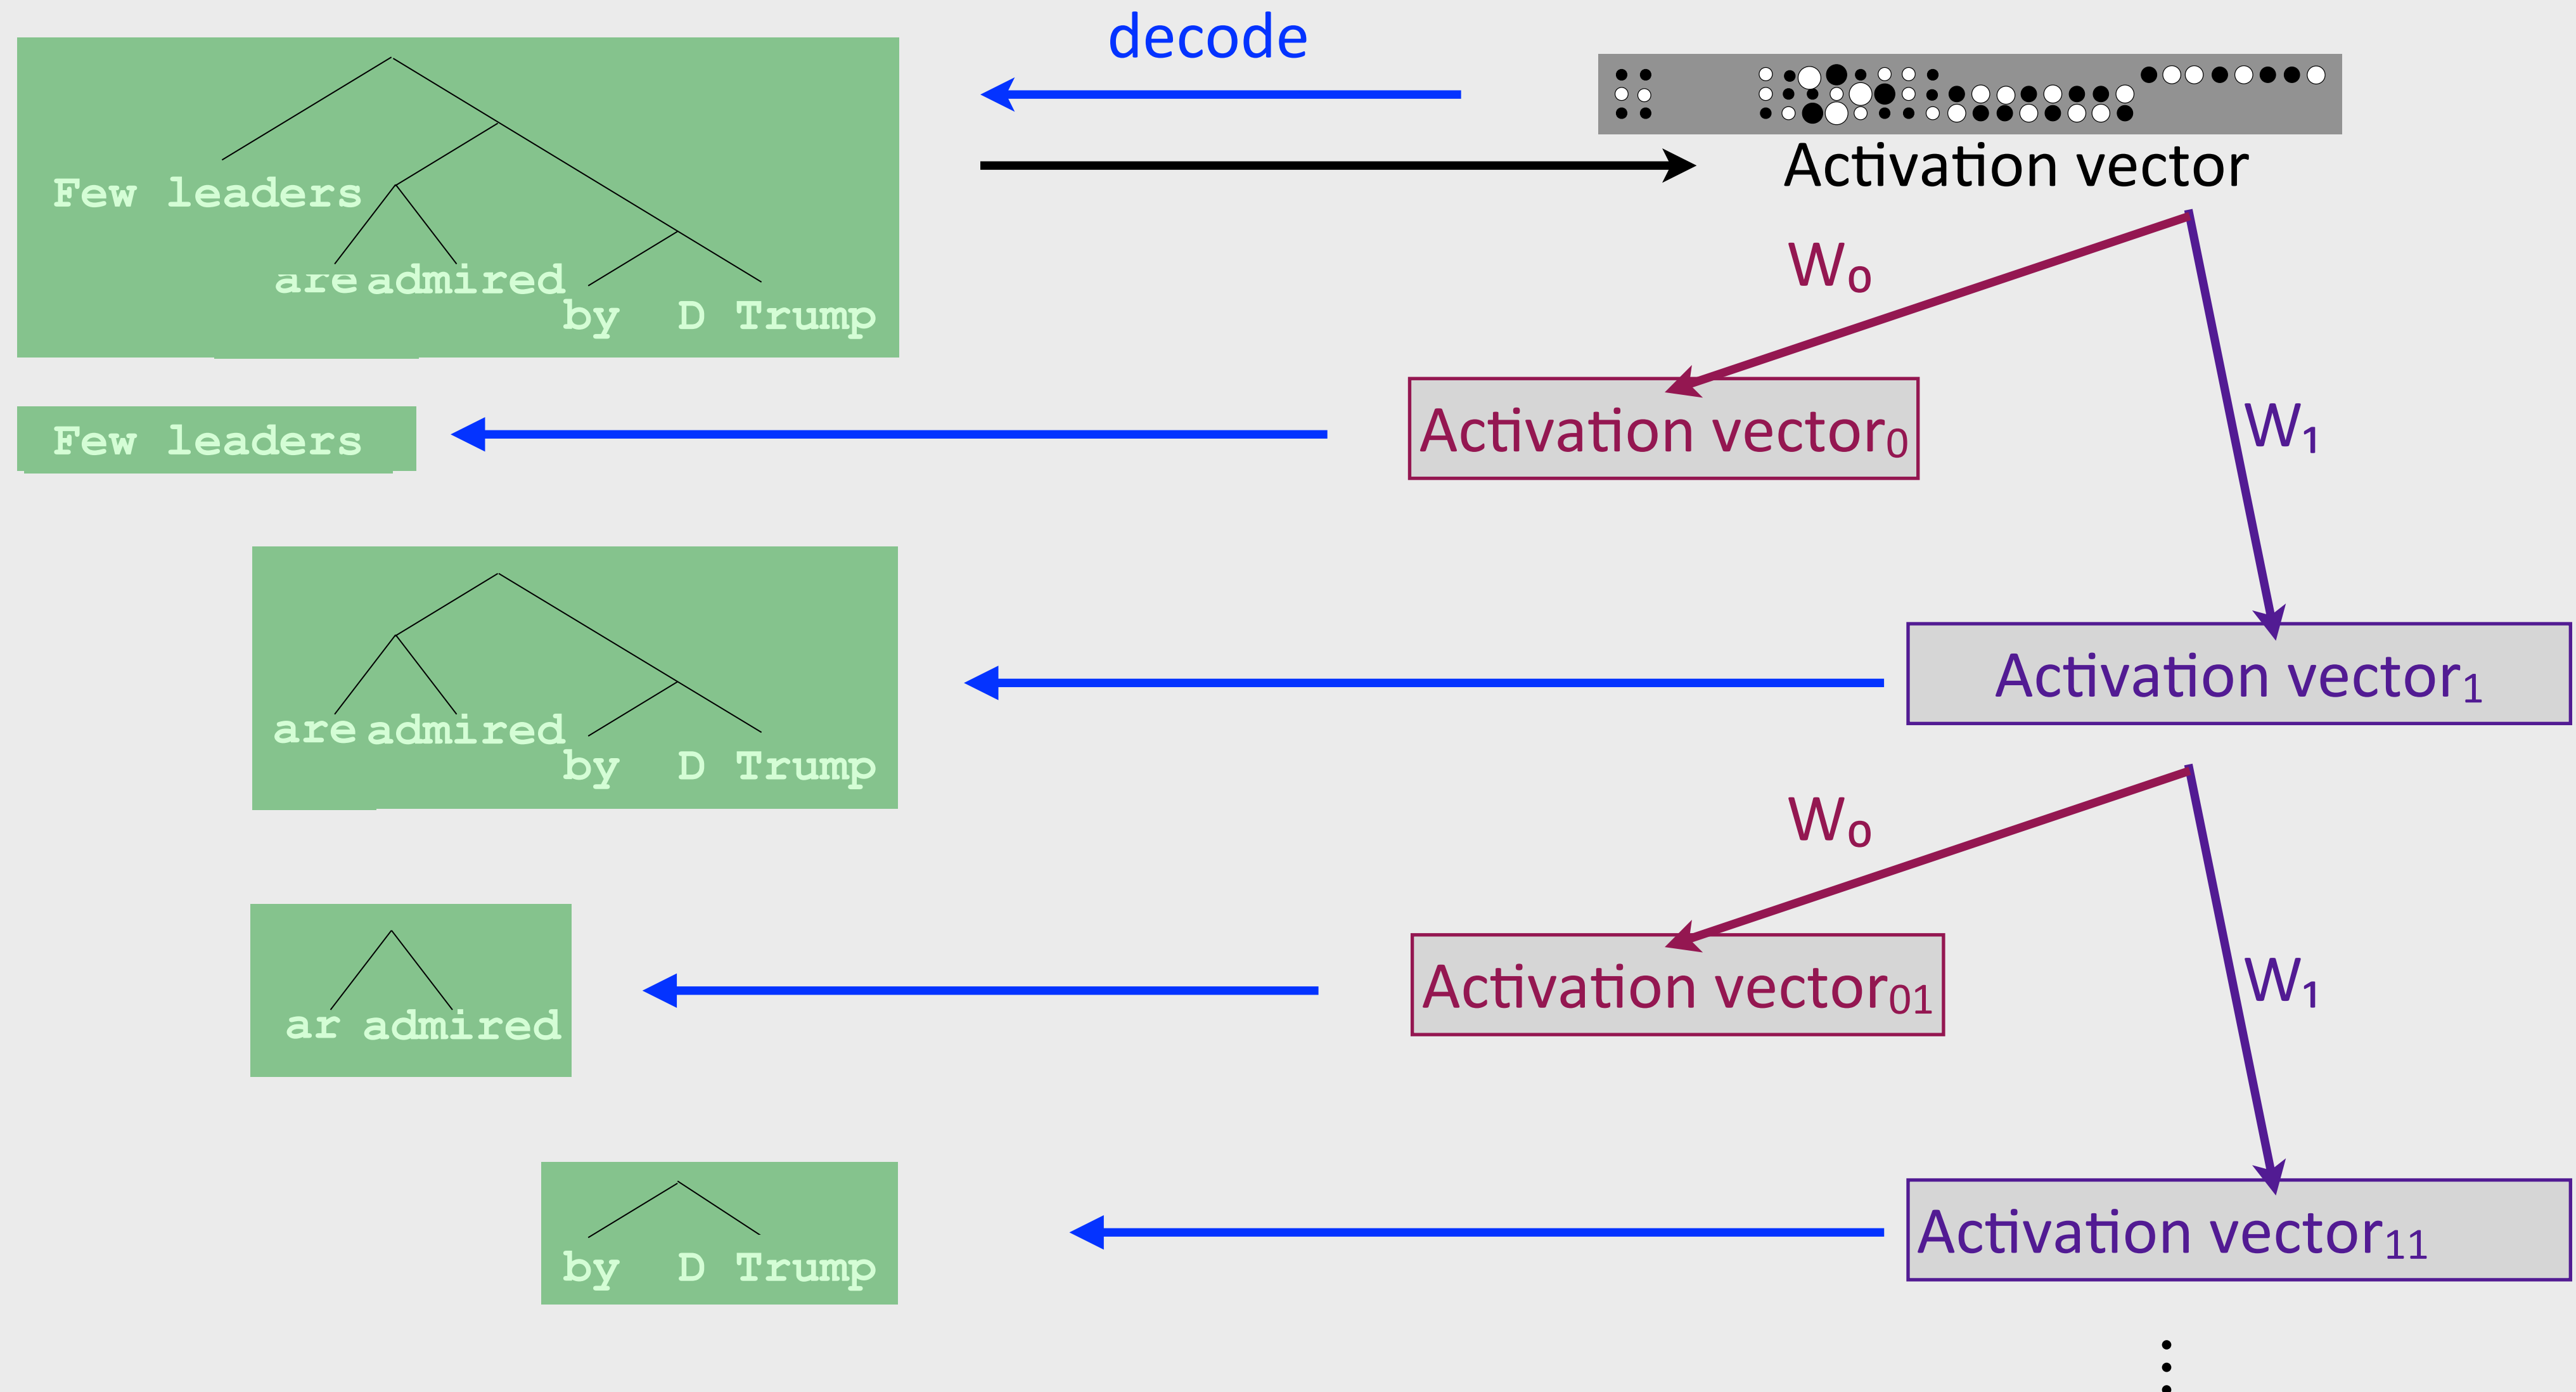 decode
Few leaders
are admired
by D Trump
Activation vector
W₀
W₁
Few leaders
Activation vector₀
are admired
by D Trump
Activation vector₁
W₀
W₁
ar admired
Activation vector₀₁
by D Trump
Activation vector₁₁